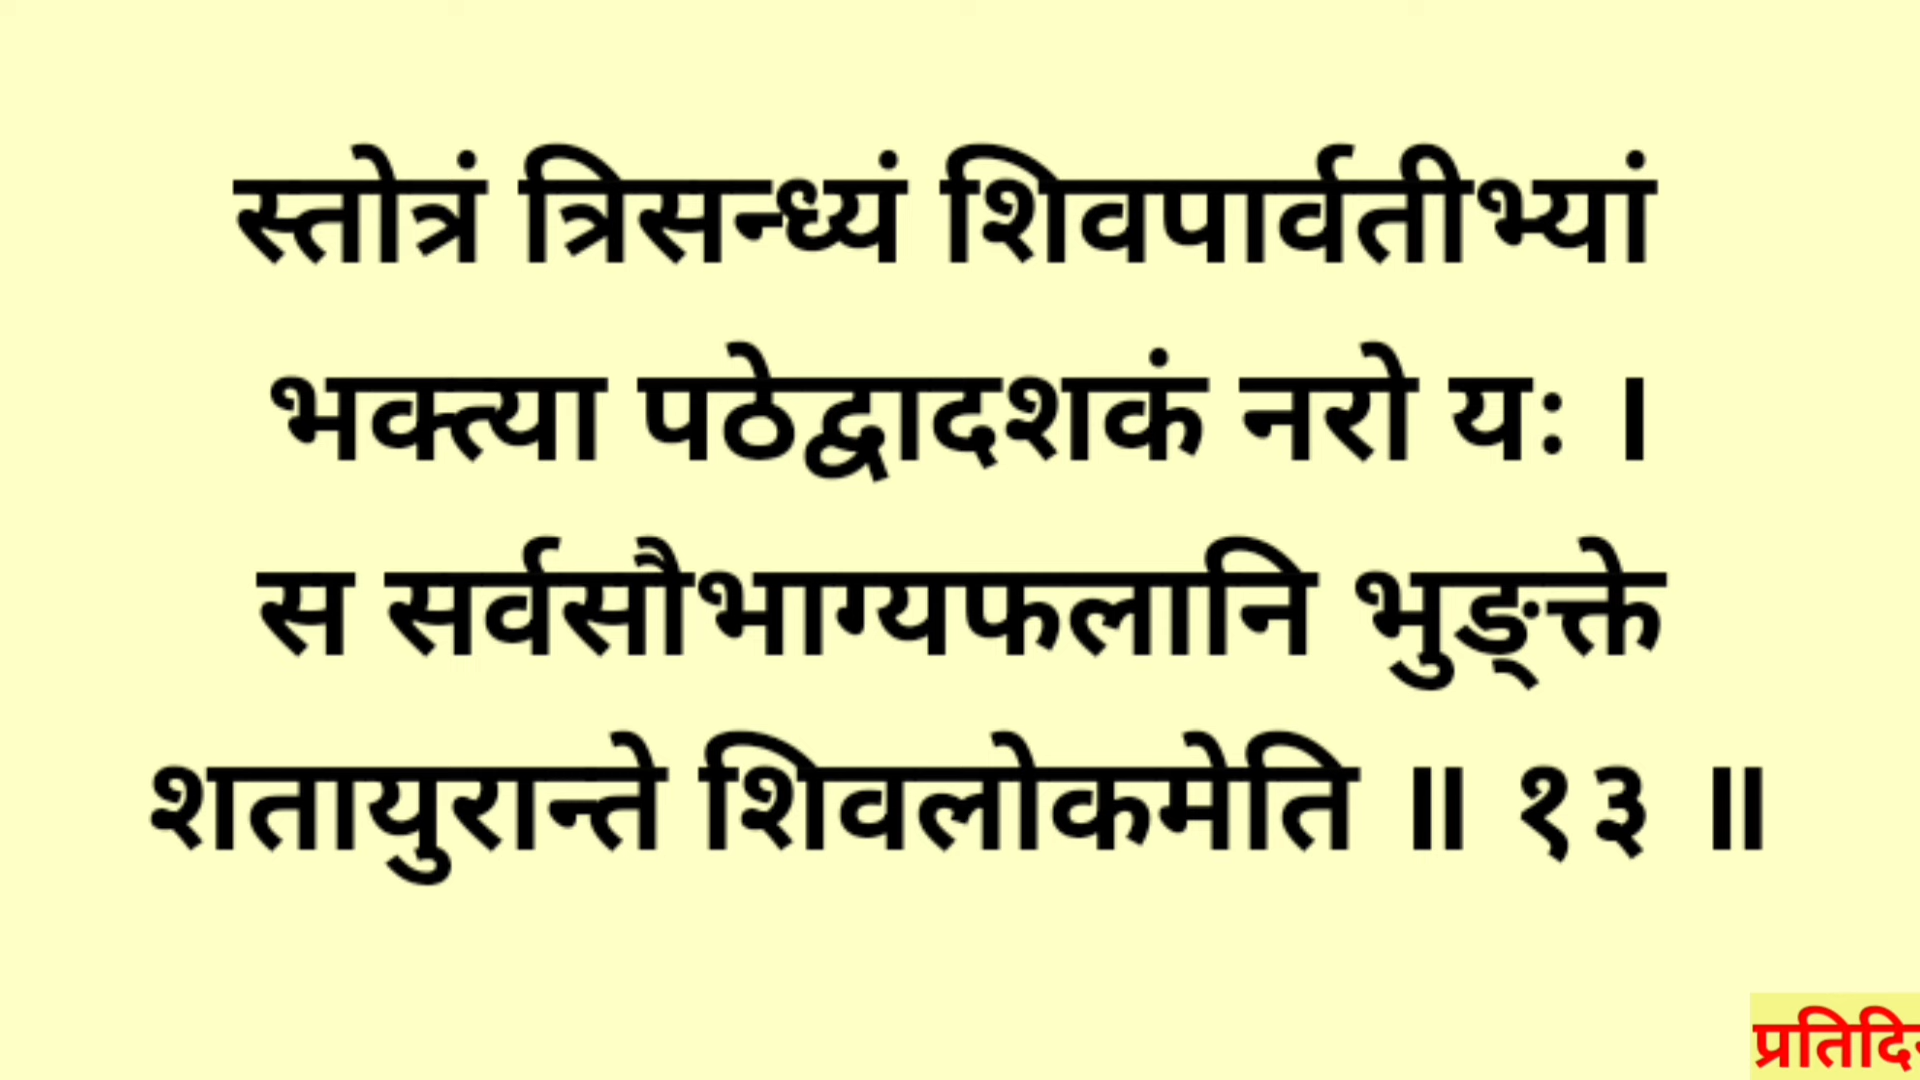 स्तोत्रं त्रिसन्ध्यं शिवपार्वतीभ्यां
भक्त्या पठेद्वादशकं नरो यः ।
स सर्वसौभाग्यफलानि भुङ्क्ते
शतायुरान्ते शिवलोकमेति ॥ १३ ॥